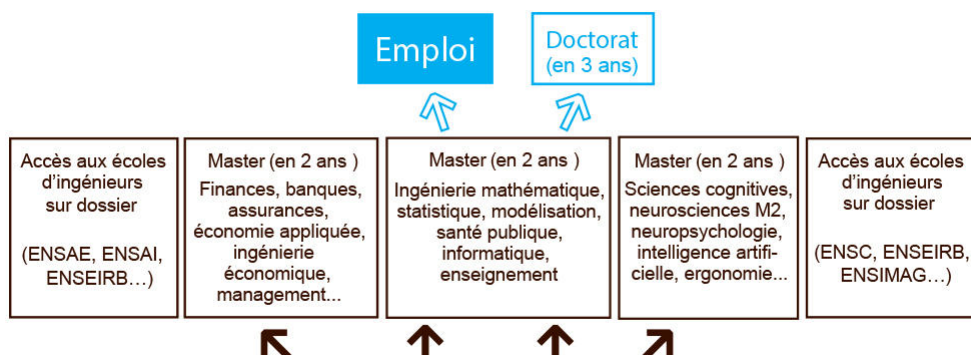 Emploi
Doctorat
(en 3 ans)
Accès aux écoles
d'ingénieurs
sur dossier
(ENSAE, ENSAI,
ENSEIRB…)
Master (en 2 ans )
Finances, banques,
assurances,
économie appliquée,
ingénierie
économique,
management...
Master (en 2 ans )
Ingénierie mathématique,
statistique, modélisation,
santé publique,
informatique,
enseignement
Master (en 2 ans )
Sciences cognitives,
neurosciences M2,
neuropsychologie,
intelligence artifi-
cielle, ergonomie...
Accès aux écoles
d'ingénieurs
sur dossier
(ENSC, ENSEIRB,
ENSIMAG…)